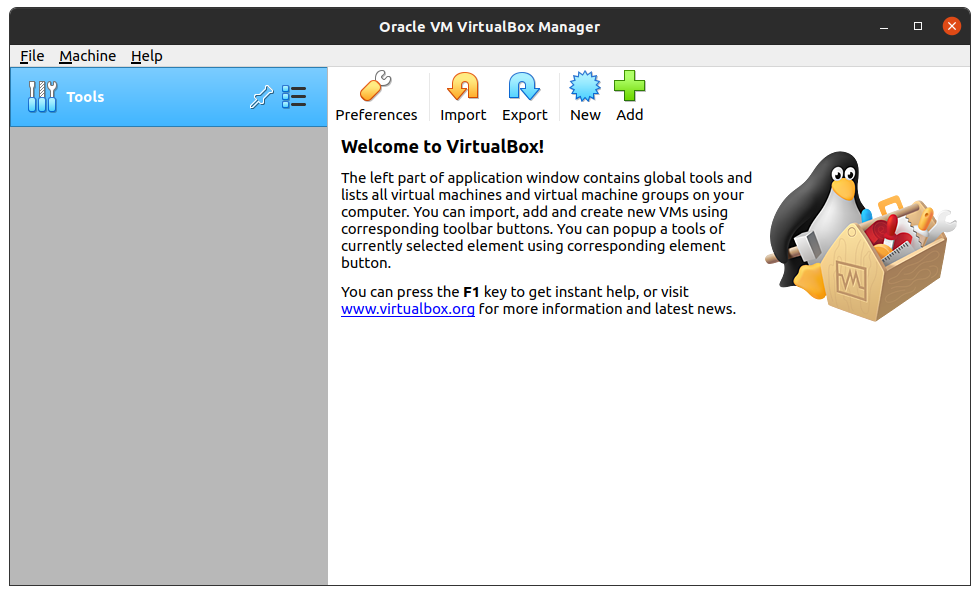 Oracle VM VirtualBox Manager
File Machine Help
Tools
Preferences Import Export New Add
Welcome to VirtualBox!
The left part of application window contains global tools and
lists all virtual machines and virtual machine groups on your
computer. You can import, add and create new VMs using
corresponding toolbar buttons. You can popup a tools of
currently selected element using corresponding element
button.
You can press the F1 key to get instant help, or visit
www.virtualbox.org for more information and latest news.